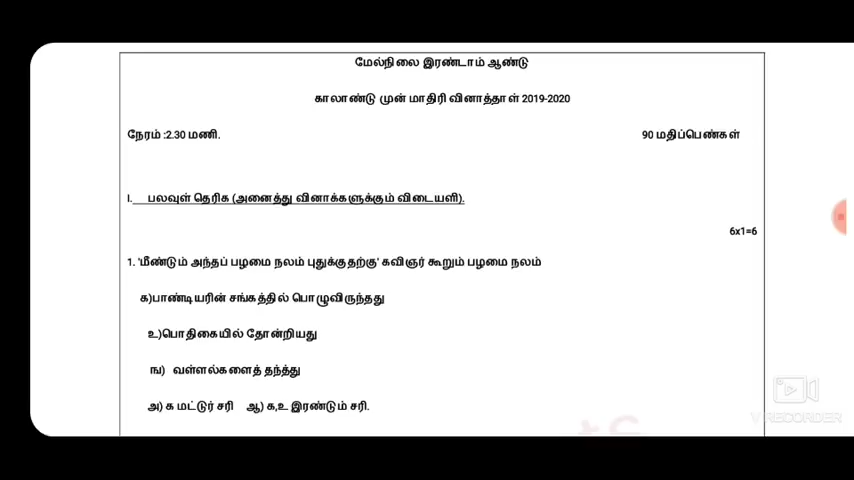 மேல்நிலை இரண்டாம் ஆண்டு
காலாண்டு முன் மாதிரி வினாத்தாள் 2019-2020
நேரம் :2.30 மணி. 90 மதிப்பெண்கள்
I. பலவுள் தெரிக (அனைத்து வினாக்களுக்கும் விடையளி).
6x1=6
1. 'மீண்டும் அந்தப் பழமை நலம் புதுக்குதற்கு' கவிஞர் கூறும் பழமை நலம்
க)பாண்டியரின் சங்கத்தில் பொழுவிருந்தது
உ)பொதிகையில் தோன்றியது
ங) வள்ளல்களைத் தந்த்து
அ) க மட்டுர் சரி ஆ) க,உ இரண்டும் சரி.
V RECORDER